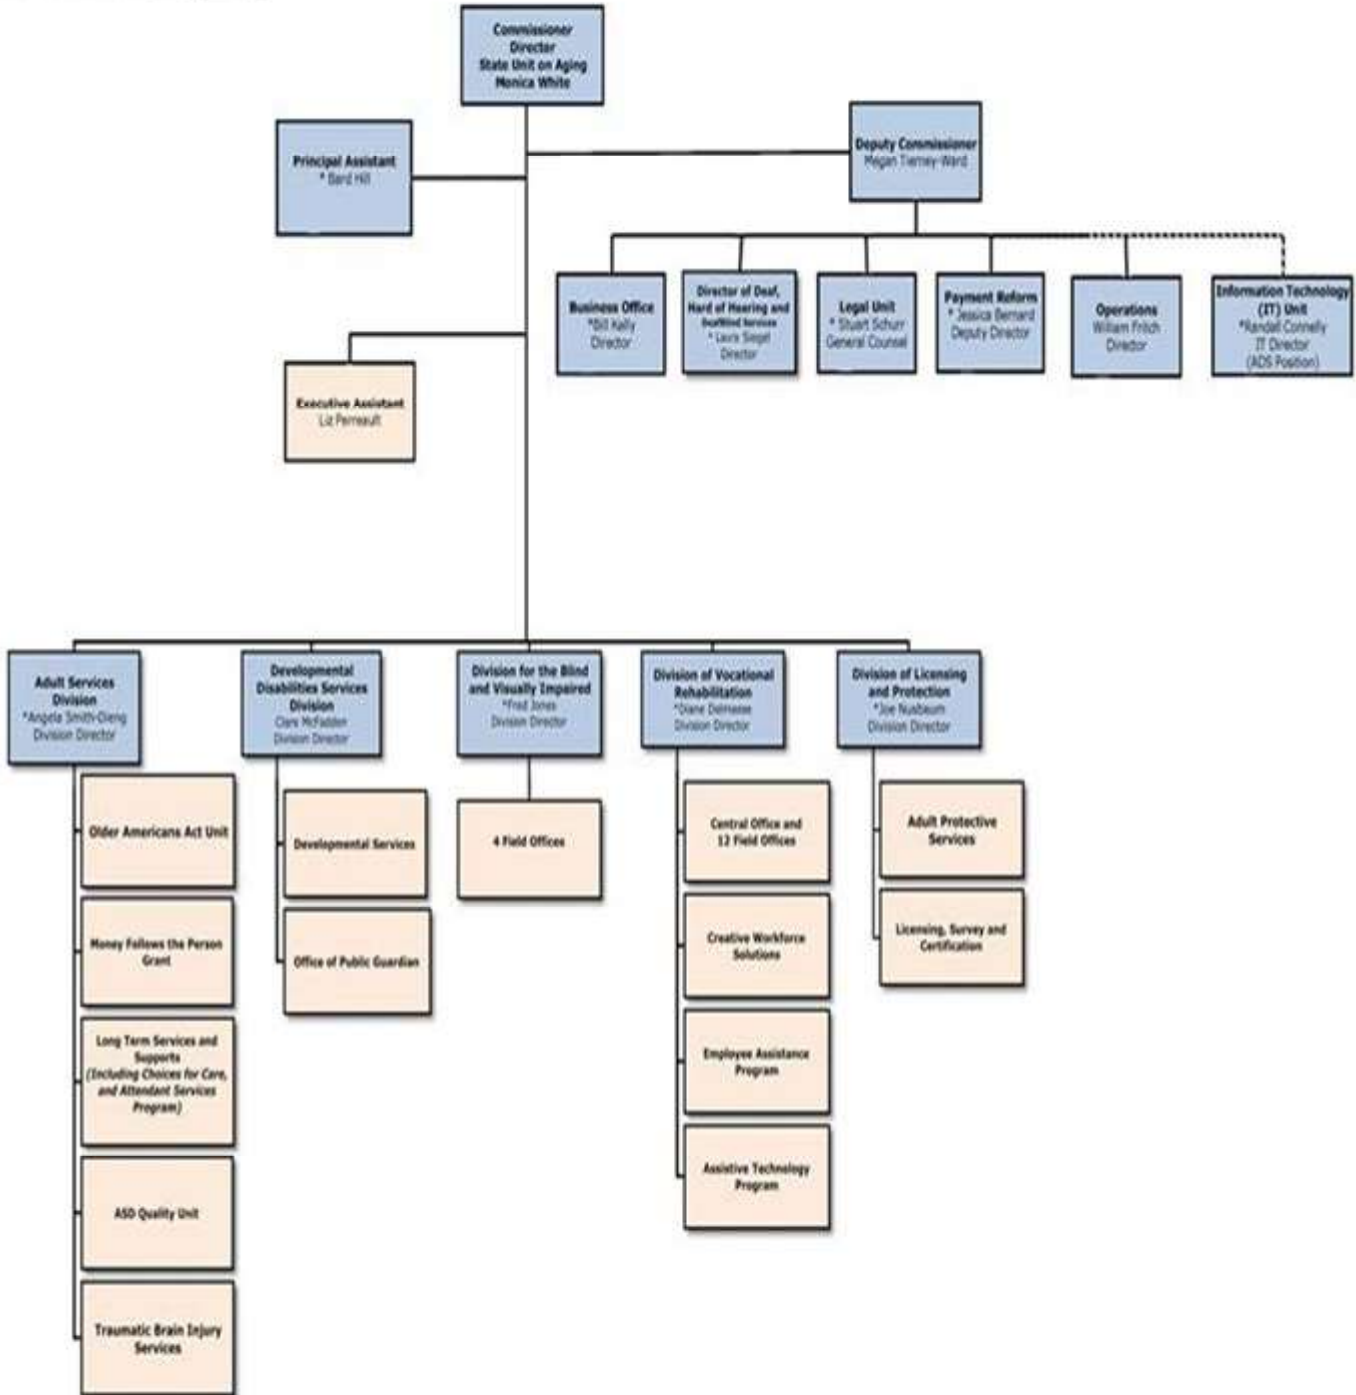 Commissioner
Director
State Unit on Aging
Monica White
Deputy Commissioner
Megan Tierney-Ward
Principal Assistant
* Bard Hill
Business Office
*Bill Kelly
Director
Director of Deaf,
Hard of Hearing and
DeafBlind Services
* Laura Siegel
Director
Legal Unit
* Stuart Schurr
General Counsel
Payment Reform
* Jessica Bernard
Deputy Director
Operations
William Fritch
Director
Information Technology
(IT) Unit
*Randall Connelly
IT Director
(ADS Position)
Executive Assistant
Liz Perreault
Adult Services
Division
*Angela Smith-Dieng
Division Director
Developmental
Disabilities Services
Division
Clare McFadden
Division Director
Division for the Blind
and Visually Impaired
*Fred Jones
Division Director
Division of Vocational
Rehabilitation
*Diane Dalmasse
Division Director
Division of Licensing
and Protection
*Joe Nusbaum
Division Director
Older Americans Act Unit
Money Follows the Person
Grant
Long Term Services and
Supports
(Including Choices for Care,
and Attendant Services
Program)
ASD Quality Unit
Traumatic Brain Injury
Services
Developmental Services
Office of Public Guardian
4 Field Offices
Central Office and
12 Field Offices
Creative Workforce
Solutions
Employee Assistance
Program
Assistive Technology
Program
Adult Protective
Services
Licensing, Survey and
Certification